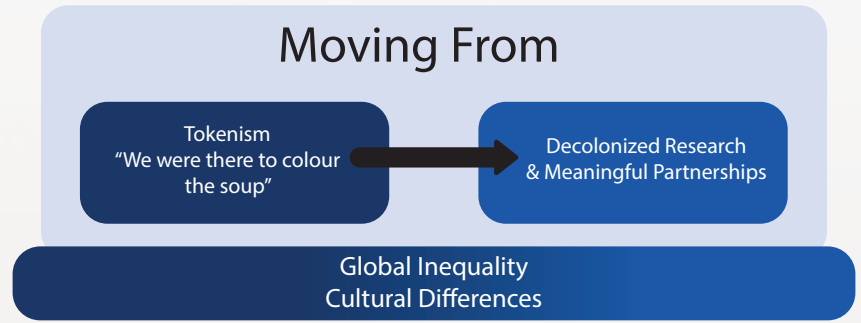 Moving From
Tokenism
“We were there to colour
the soup”
Decolonized Research
& Meaningful Partnerships
Global Inequality
Cultural Differences